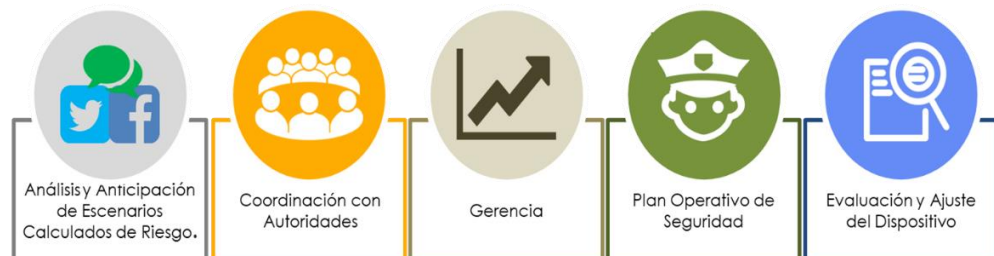 Análisis y Anticipación
de Escenarios
Calculados de Riesgo.
Coordinación con
Autoridades
Gerencia
Plan Operativo de
Seguridad
Evaluación y Ajuste
del Dispositivo